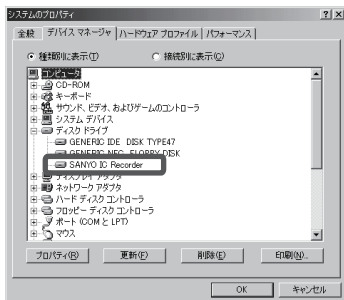 システムのプロパティ
全般 デバイス マネージャ ハードウェア プロファイル パフォーマンス
種類別に表示(T) 接続別に表示(C)
コンピュータ
CD-ROM
キーボード
サウンド、ビデオ、およびゲームのコントローラ
システム デバイス
ディスク ドライブ
GENERIC IDE DISK TYPE47
GENERIC NEC FLOPPY DISK
SANYO IC Recorder
ディスプレイ アダプタ
ネットワーク アダプタ
ハード ディスク コントローラ
フロッピー ディスク コントローラ
ポート (COM と LPT)
マウス
プロパティ(R) 更新(F) 削除(E) 印刷(N)...
OK キャンセル